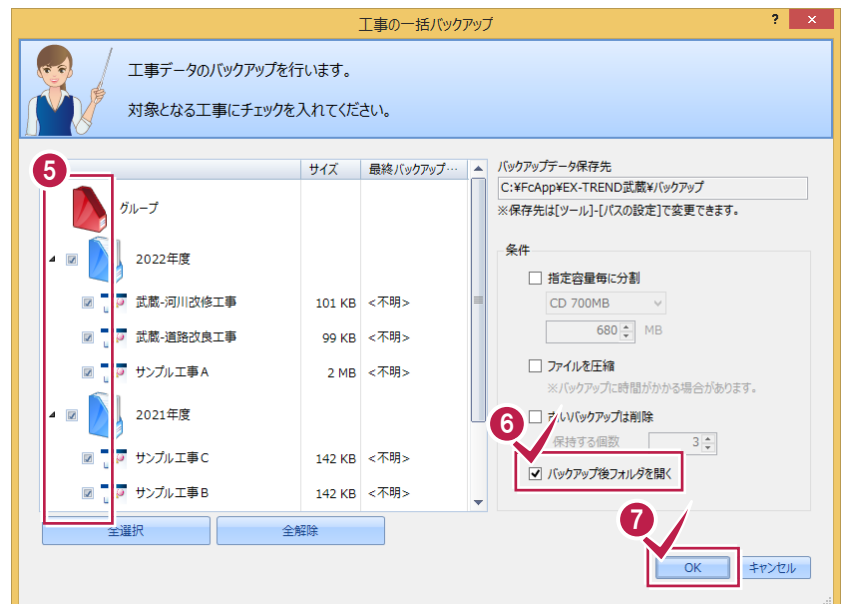 工事の一括バックアップ
?
×
工事データのバックアップを行います。
対象となる工事にチェックを入れてください。
5
サイズ
最終バックアップ…
グループ
2022年度
武蔵-河川改修工事 101 KB <不明>
武蔵-道路改良工事 99 KB <不明>
サンプル工事A 2 MB <不明>
2021年度
サンプル工事C 142 KB <不明>
サンプル工事B 142 KB <不明>
全選択
全解除
バックアップデータ保存先
C:¥FcApp¥EX-TREND武蔵¥バックアップ
※保存先は[ツール]-[パスの設定]で変更できます。
条件
指定容量毎に分割
CD 700MB
680 MB
ファイルを圧縮
※バックアップに時間がかかる場合があります。
6
いバックアップは削除
保持する個数 3
バックアップ後フォルダを開く
7
OK
キャンセル